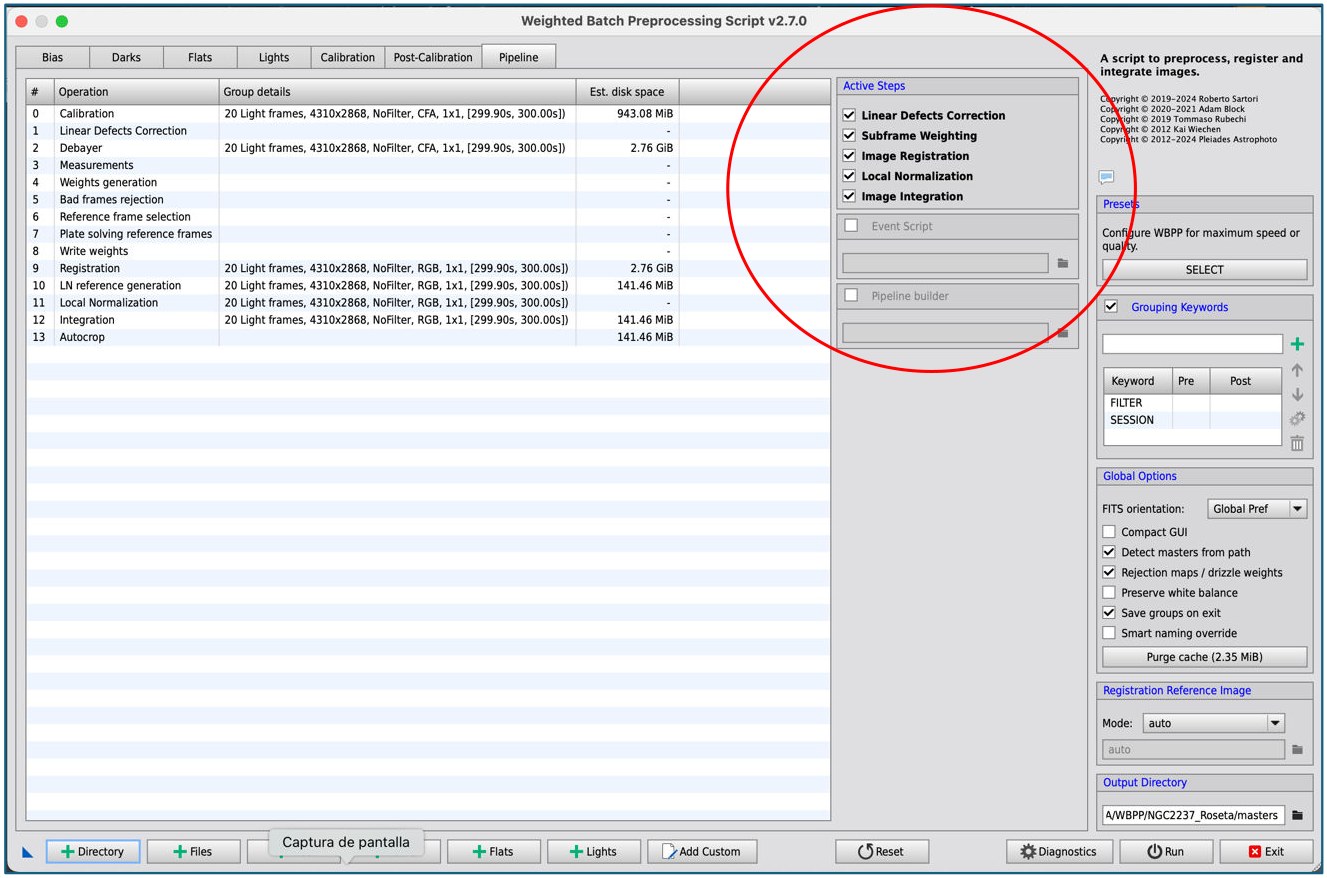 Weighted Batch Preprocessing Script v2.7.0
Bias Darks Flats Lights Calibration Post-Calibration Pipeline
# Operation Group details Est. disk space
0 Calibration 20 Light frames, 4310x2868, NoFilter, CFA, 1x1, [299.90s, 300.00s]) 943.08 MiB
1 Linear Defects Correction -
2 Debayer 20 Light frames, 4310x2868, NoFilter, CFA, 1x1, [299.90s, 300.00s]) 2.76 GiB
3 Measurements -
4 Weights generation -
5 Bad frames rejection -
6 Reference frame selection -
7 Plate solving reference frames -
8 Write weights -
9 Registration 20 Light frames, 4310x2868, NoFilter, RGB, 1x1, [299.90s, 300.00s]) 2.76 GiB
10 LN reference generation 20 Light frames, 4310x2868, NoFilter, RGB, 1x1, [299.90s, 300.00s]) 141.46 MiB
11 Local Normalization 20 Light frames, 4310x2868, NoFilter, RGB, 1x1, [299.90s, 300.00s]) -
12 Integration 20 Light frames, 4310x2868, NoFilter, RGB, 1x1, [299.90s, 300.00s]) 141.46 MiB
13 Autocrop 141.46 MiB
Active Steps
Linear Defects Correction
Subframe Weighting
Image Registration
Local Normalization
Image Integration
Event Script
Pipeline builder
A script to preprocess, register and
integrate images.
Copyright © 2019-2024 Roberto Sartori
Copyright © 2020-2021 Adam Block
Copyright © 2019 Tommaso Rubechi
Copyright © 2012 Kai Wiechen
Copyright © 2012-2024 Pleiades Astrophoto
Presets
Configure WBPP for maximum speed or
quality.
SELECT
Grouping Keywords
Keyword Pre Post
FILTER
SESSION
Global Options
FITS orientation: Global Pref
Compact GUI
Detect masters from path
Rejection maps / drizzle weights
Preserve white balance
Save groups on exit
Smart naming override
Purge cache (2.35 MiB)
Registration Reference Image
Mode: auto
auto
Output Directory
A/WBPP/NGC2237_Roseta/masters
Captura de pantalla
Directory Files Flats Lights Add Custom Reset Diagnostics Run Exit